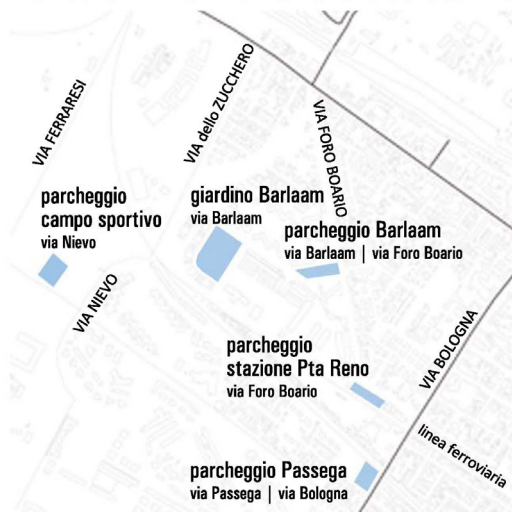 VIA dello ZUCCHERO
VIA FERRARESI
VIA FORO BOARIO
parcheggio
campo sportivo
via Nievo
giardino Barlaam
via Barlaam
parcheggio Barlaam
via Barlaam | via Foro Boario
VIA NIEVO
parcheggio
stazione Pta Reno
via Foro Boario
VIA BOLOGNA
linea ferroviaria
parcheggio Passega
via Passega | via Bologna